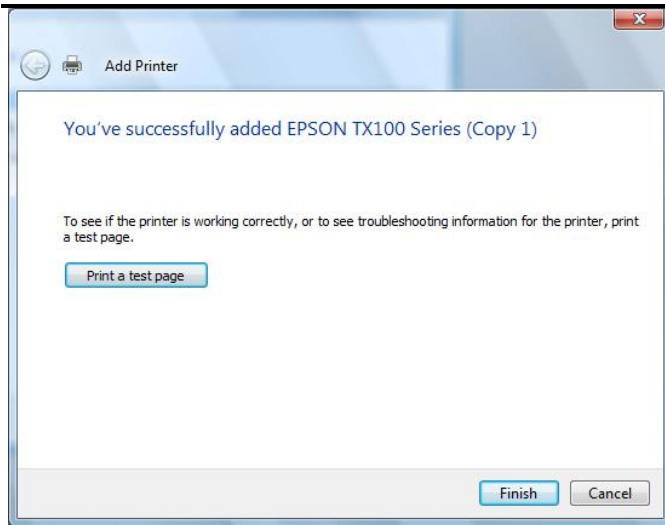 Add Printer
You've successfully added EPSON TX100 Series (Copy 1)
To see if the printer is working correctly, or to see troubleshooting information for the printer, print
a test page.
Print a test page
Finish Cancel